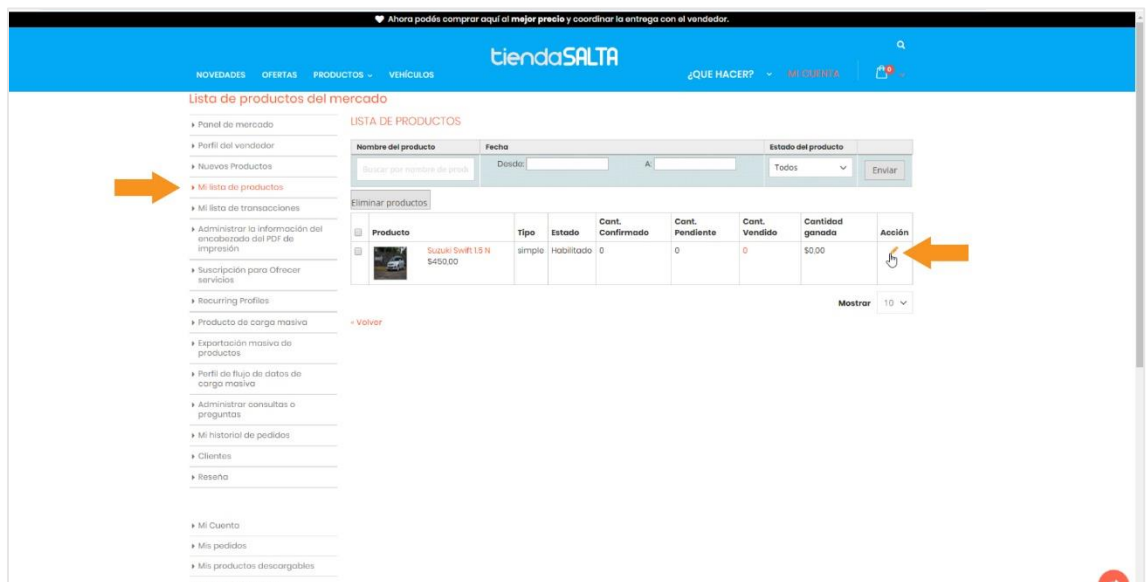 Ahora podés comprar aquí al mejor precio y coordinar la entrega con el vendedor.
tiendaSALTA
NOVEDADES OFERTAS PRODUCTOS VEHÍCULOS ¿QUE HACER? MI CUENTA 0
Lista de productos del mercado
Panel de mercado
Perfil del vendedor
Nuevos Productos
Mi lista de productos
Mi lista de transacciones
Administrar la información del
encabezado del PDF de
impresión
Suscripción para Ofrecer
servicios
Recurring Profiles
Producto de carga masiva
Exportación masiva de
productos
Perfil de flujo de datos de
carga masiva
Administrar consultas o
preguntas
Mi historial de pedidos
Clientes
Reseña
Mi Cuenta
Mis pedidos
Mis productos descargables
LISTA DE PRODUCTOS
Nombre del producto Fecha Estado del producto
Buscar por nombre de Desde: A: Todos Enviar
Eliminar productos
Producto Tipo Estado Cant. Confirmado Cant. Pendiente Cant. Vendido Cantidad ganada Acción
Suzuki Swift 1.5 N simple Habilitado 0 0 0 $0,00
$450,00
Mostrar 10
« Volver